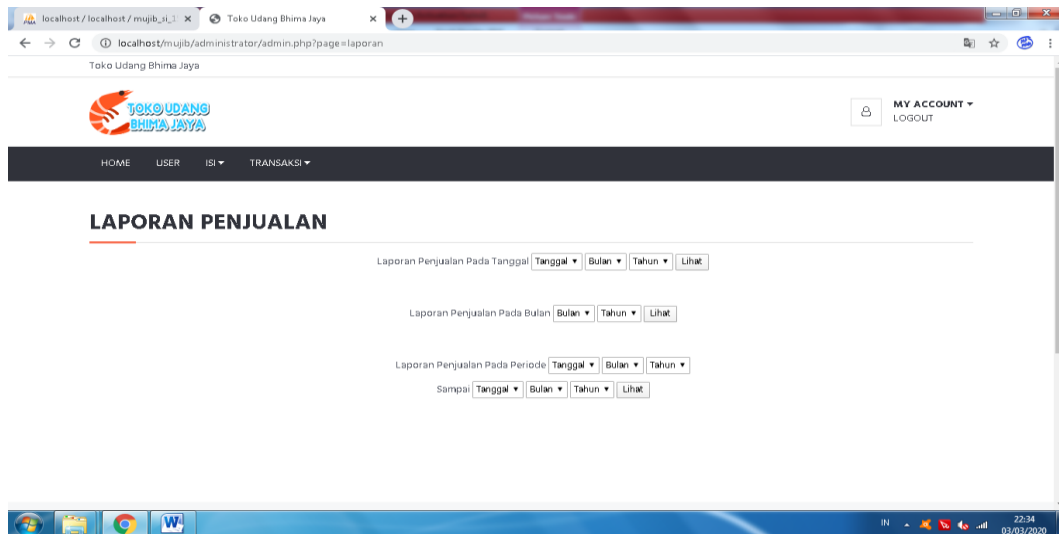 localhost / localhost / mujib_si_1
Toko Udang Bhima Jaya
localhost/mujib/administrator/admin.php?page=laporan
Toko Udang Bhima Jaya
TOKO UDANG
BHIMA JAYA
MY ACCOUNT
LOGOUT
HOME USER ISI TRANSAKSI
LAPORAN PENJUALAN
Laporan Penjualan Pada Tanggal Tanggal Bulan Tahun Lihat
Laporan Penjualan Pada Bulan Bulan Tahun Lihat
Laporan Penjualan Pada Periode Tanggal Bulan Tahun
Sampai Tanggal Bulan Tahun Lihat
IN
22:34
03/03/2020